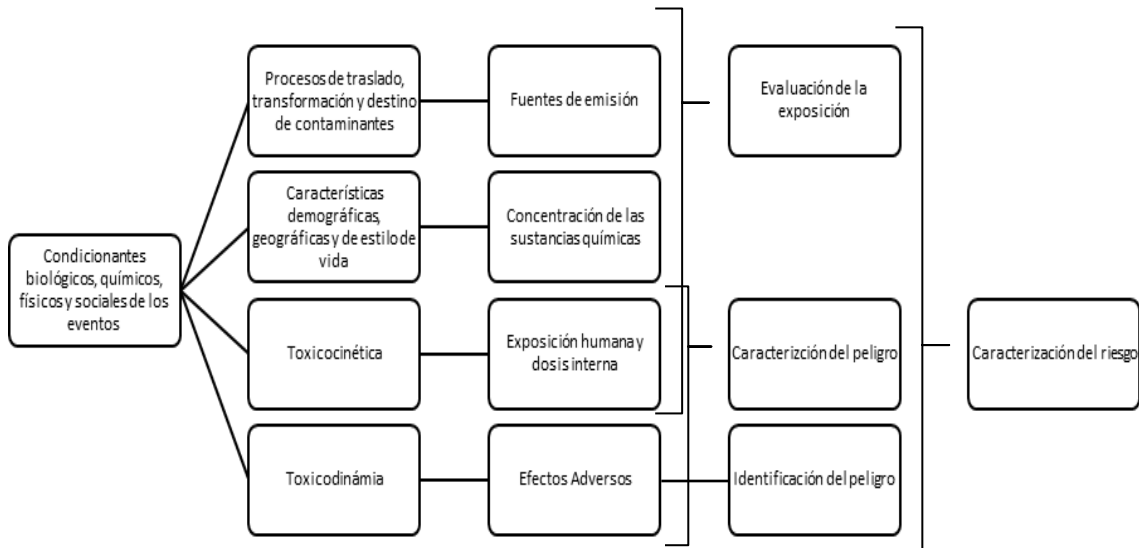 Condicionantes
biológicos, químicos,
físicos y sociales de los
eventos
Procesos de traslado,
transformación y destino
de contaminantes
Características
demográficas,
geográficas y de estilo de
vida
Toxicocinética
Toxicodinámia
Fuentes de emisión
Concentración de las
sustancias químicas
Exposición humana y
dosis interna
Efectos Adversos
Evaluación de la
exposición
Caracterizción del peligro
Identificación del peligro
Caracterización del riesgo